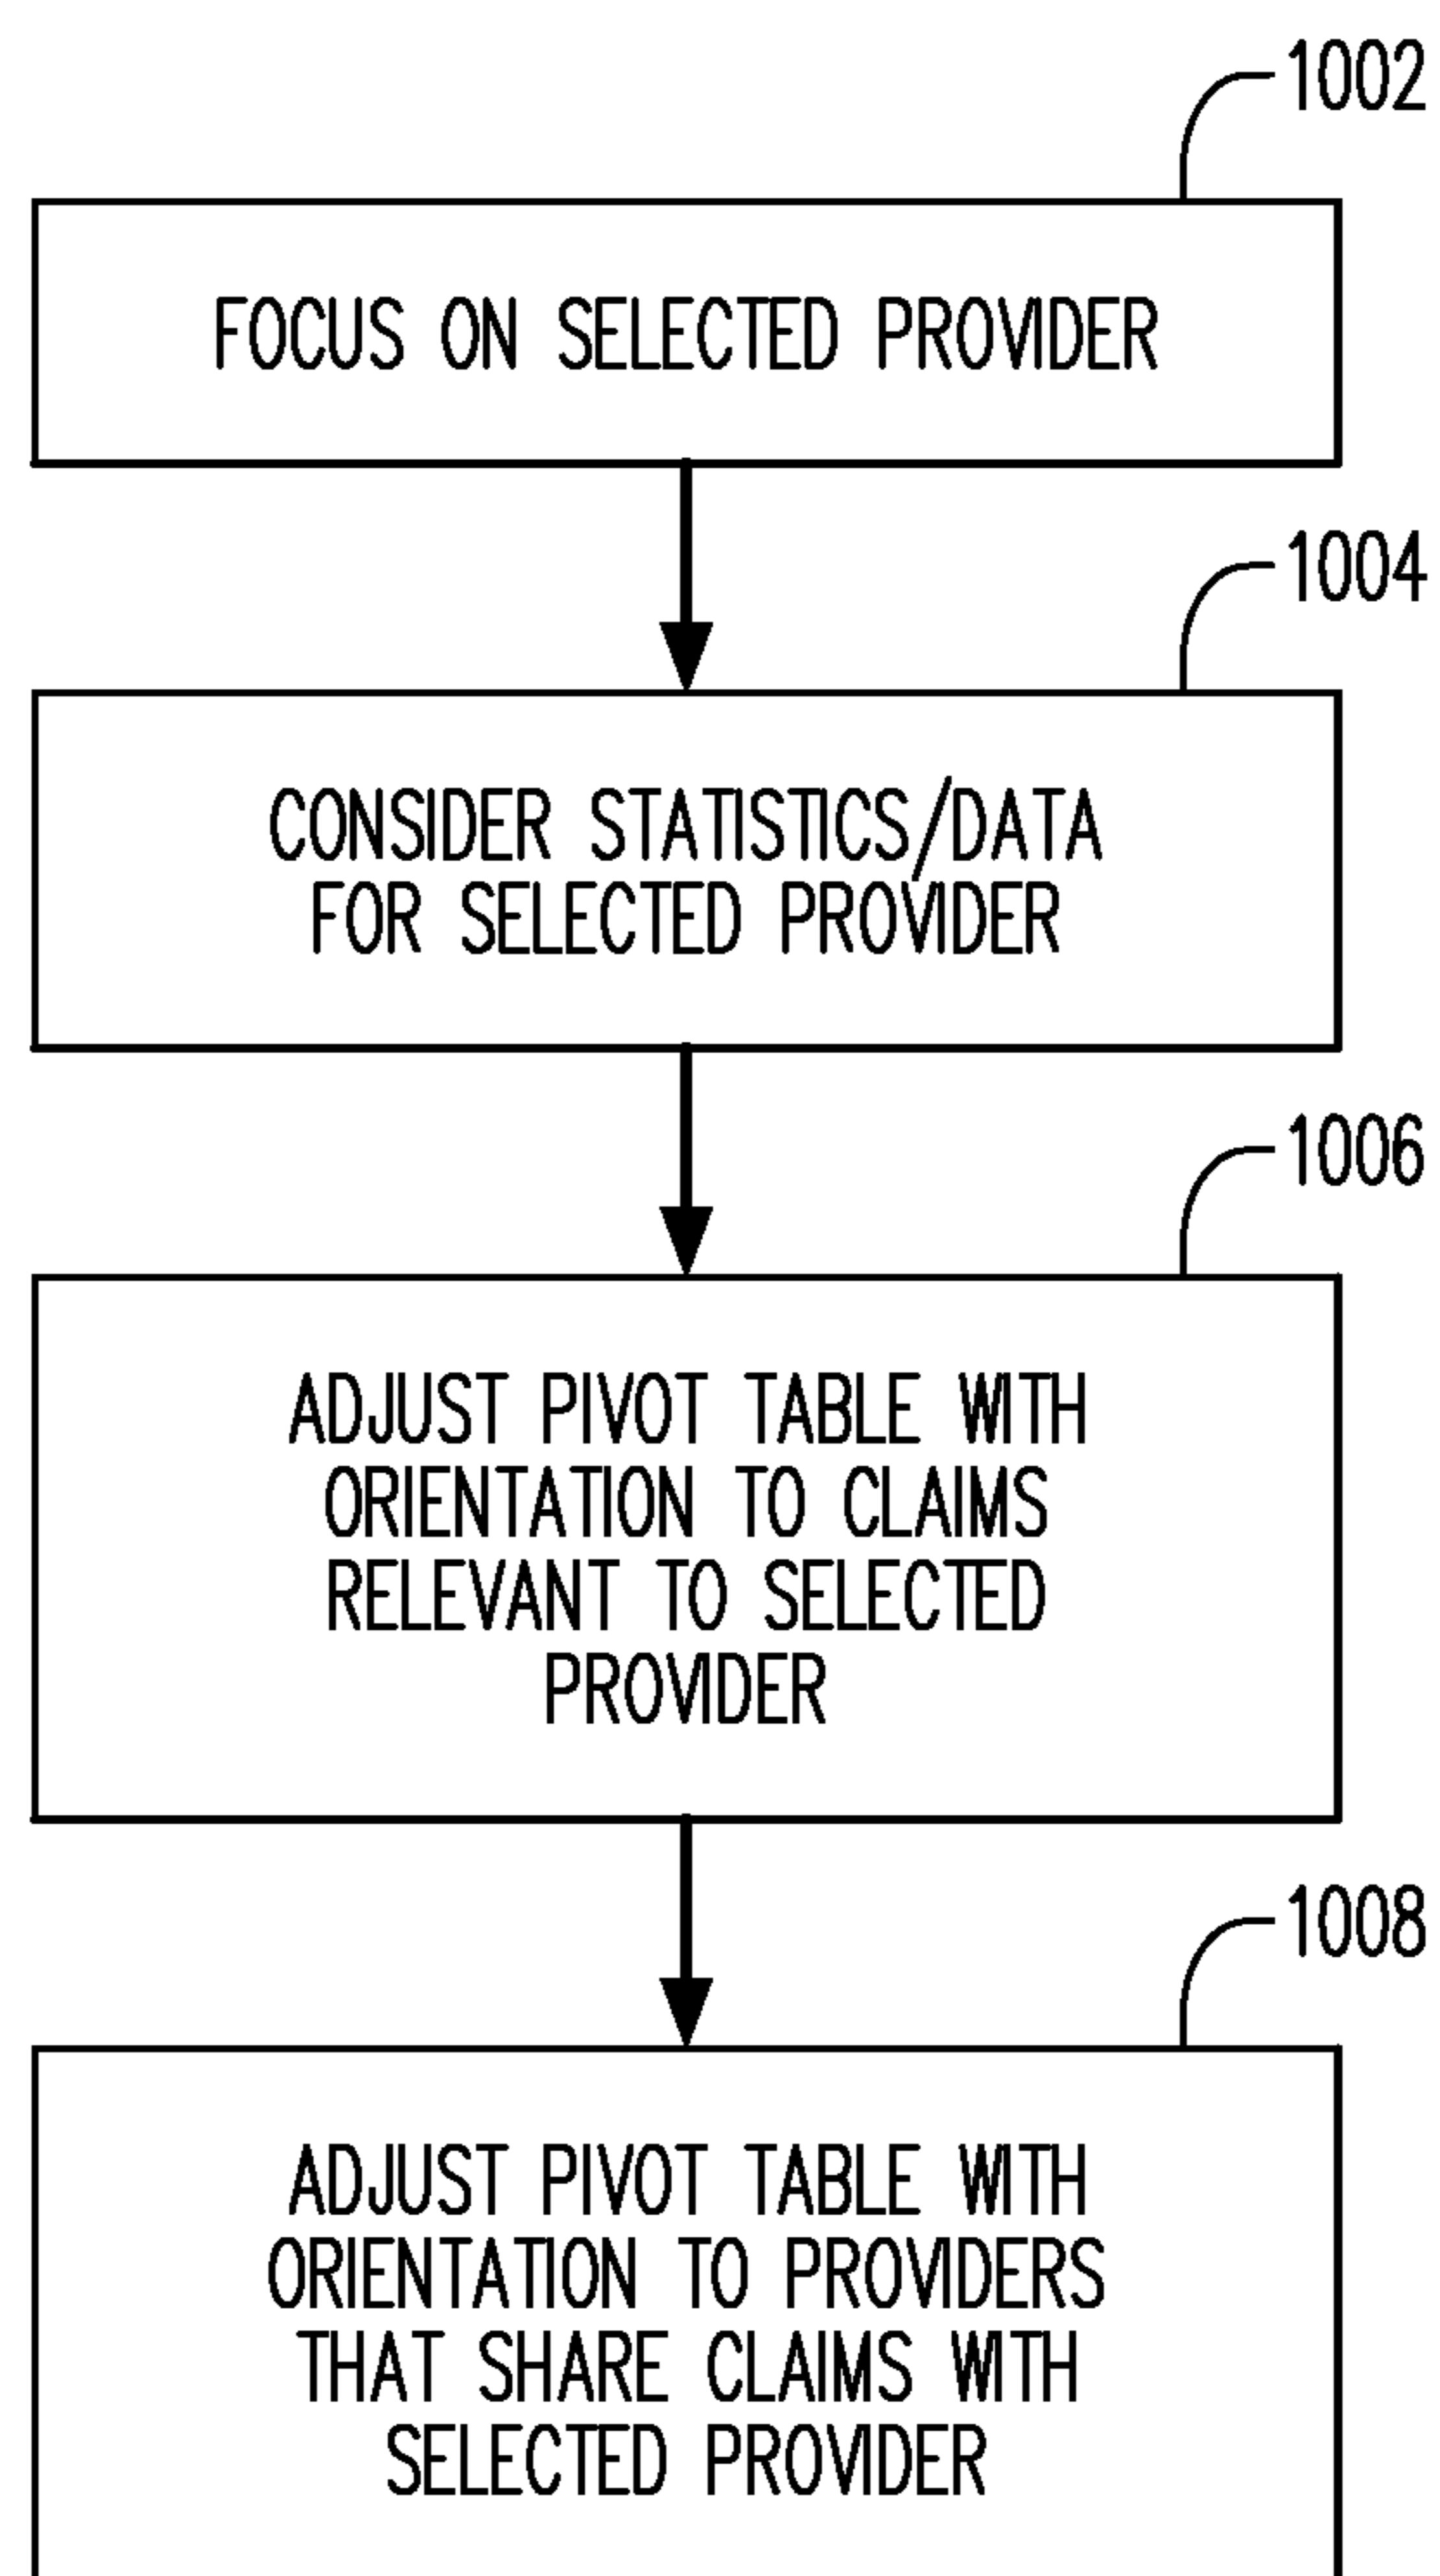 1002
FOCUS ON SELECTED PROVIDER
1004
CONSIDER STATISTICS/DATA
FOR SELECTED PROVIDER
1006
ADJUST PIVOT TABLE WITH
ORIENTATION TO CLAIMS
RELEVANT TO SELECTED
PROVIDER
1008
ADJUST PIVOT TABLE WITH
ORIENTATION TO PROVIDERS
THAT SHARE CLAIMS WITH
SELECTED PROVIDER